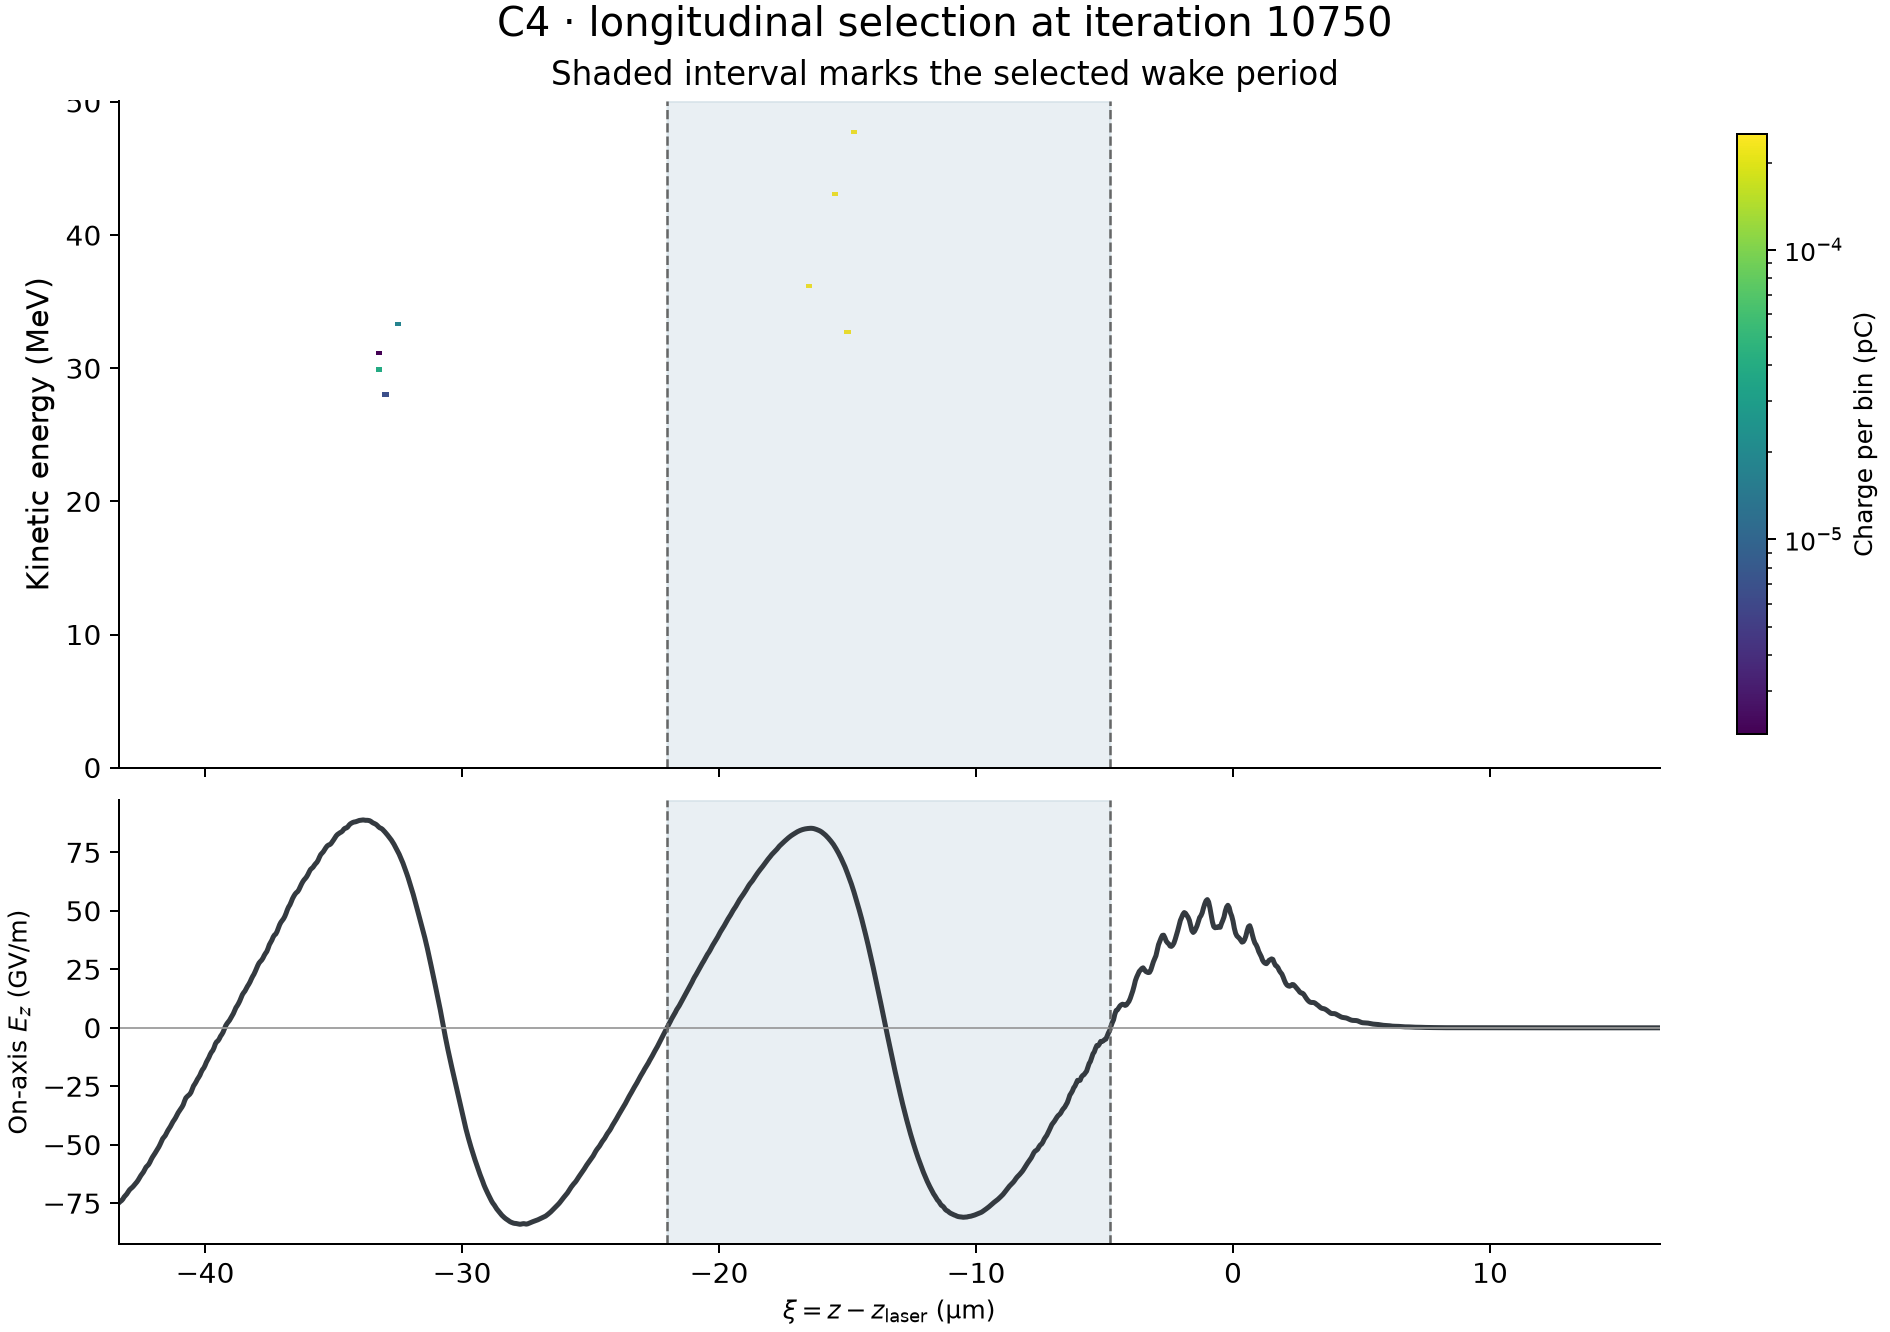 C4 · longitudinal selection at iteration 10750
Shaded interval marks the selected wake period
50
40
30
20
10
0
Kinetic energy (MeV)
10⁻⁴
10⁻⁵
Charge per bin (pC)
75
50
25
0
−25
−50
−75
On-axis E_z (GV/m)
−40 −30 −20 −10 0 10
ξ = z − z_laser (μm)